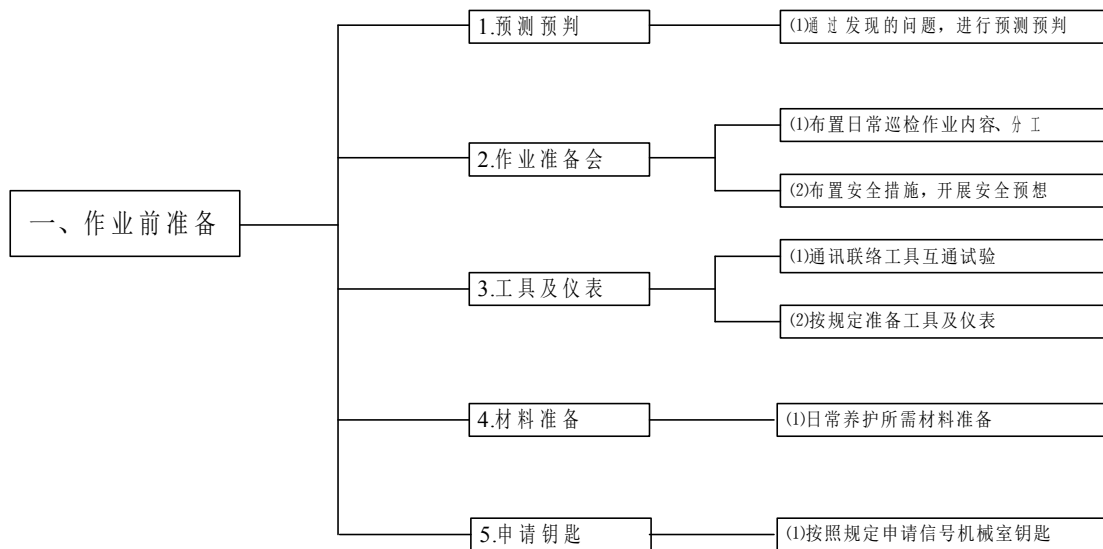 一、作业前准备
1.预测预判
⑴通过发现的问题，进行预测预判
2.作业准备会
⑴布置日常巡检作业内容、分工
⑵布置安全措施，开展安全预想
3.工具及仪表
⑴通讯联络工具互通试验
⑵按规定准备工具及仪表
4.材料准备
⑴日常养护所需材料准备
5.申请钥匙
⑴按照规定申请信号机械室钥匙